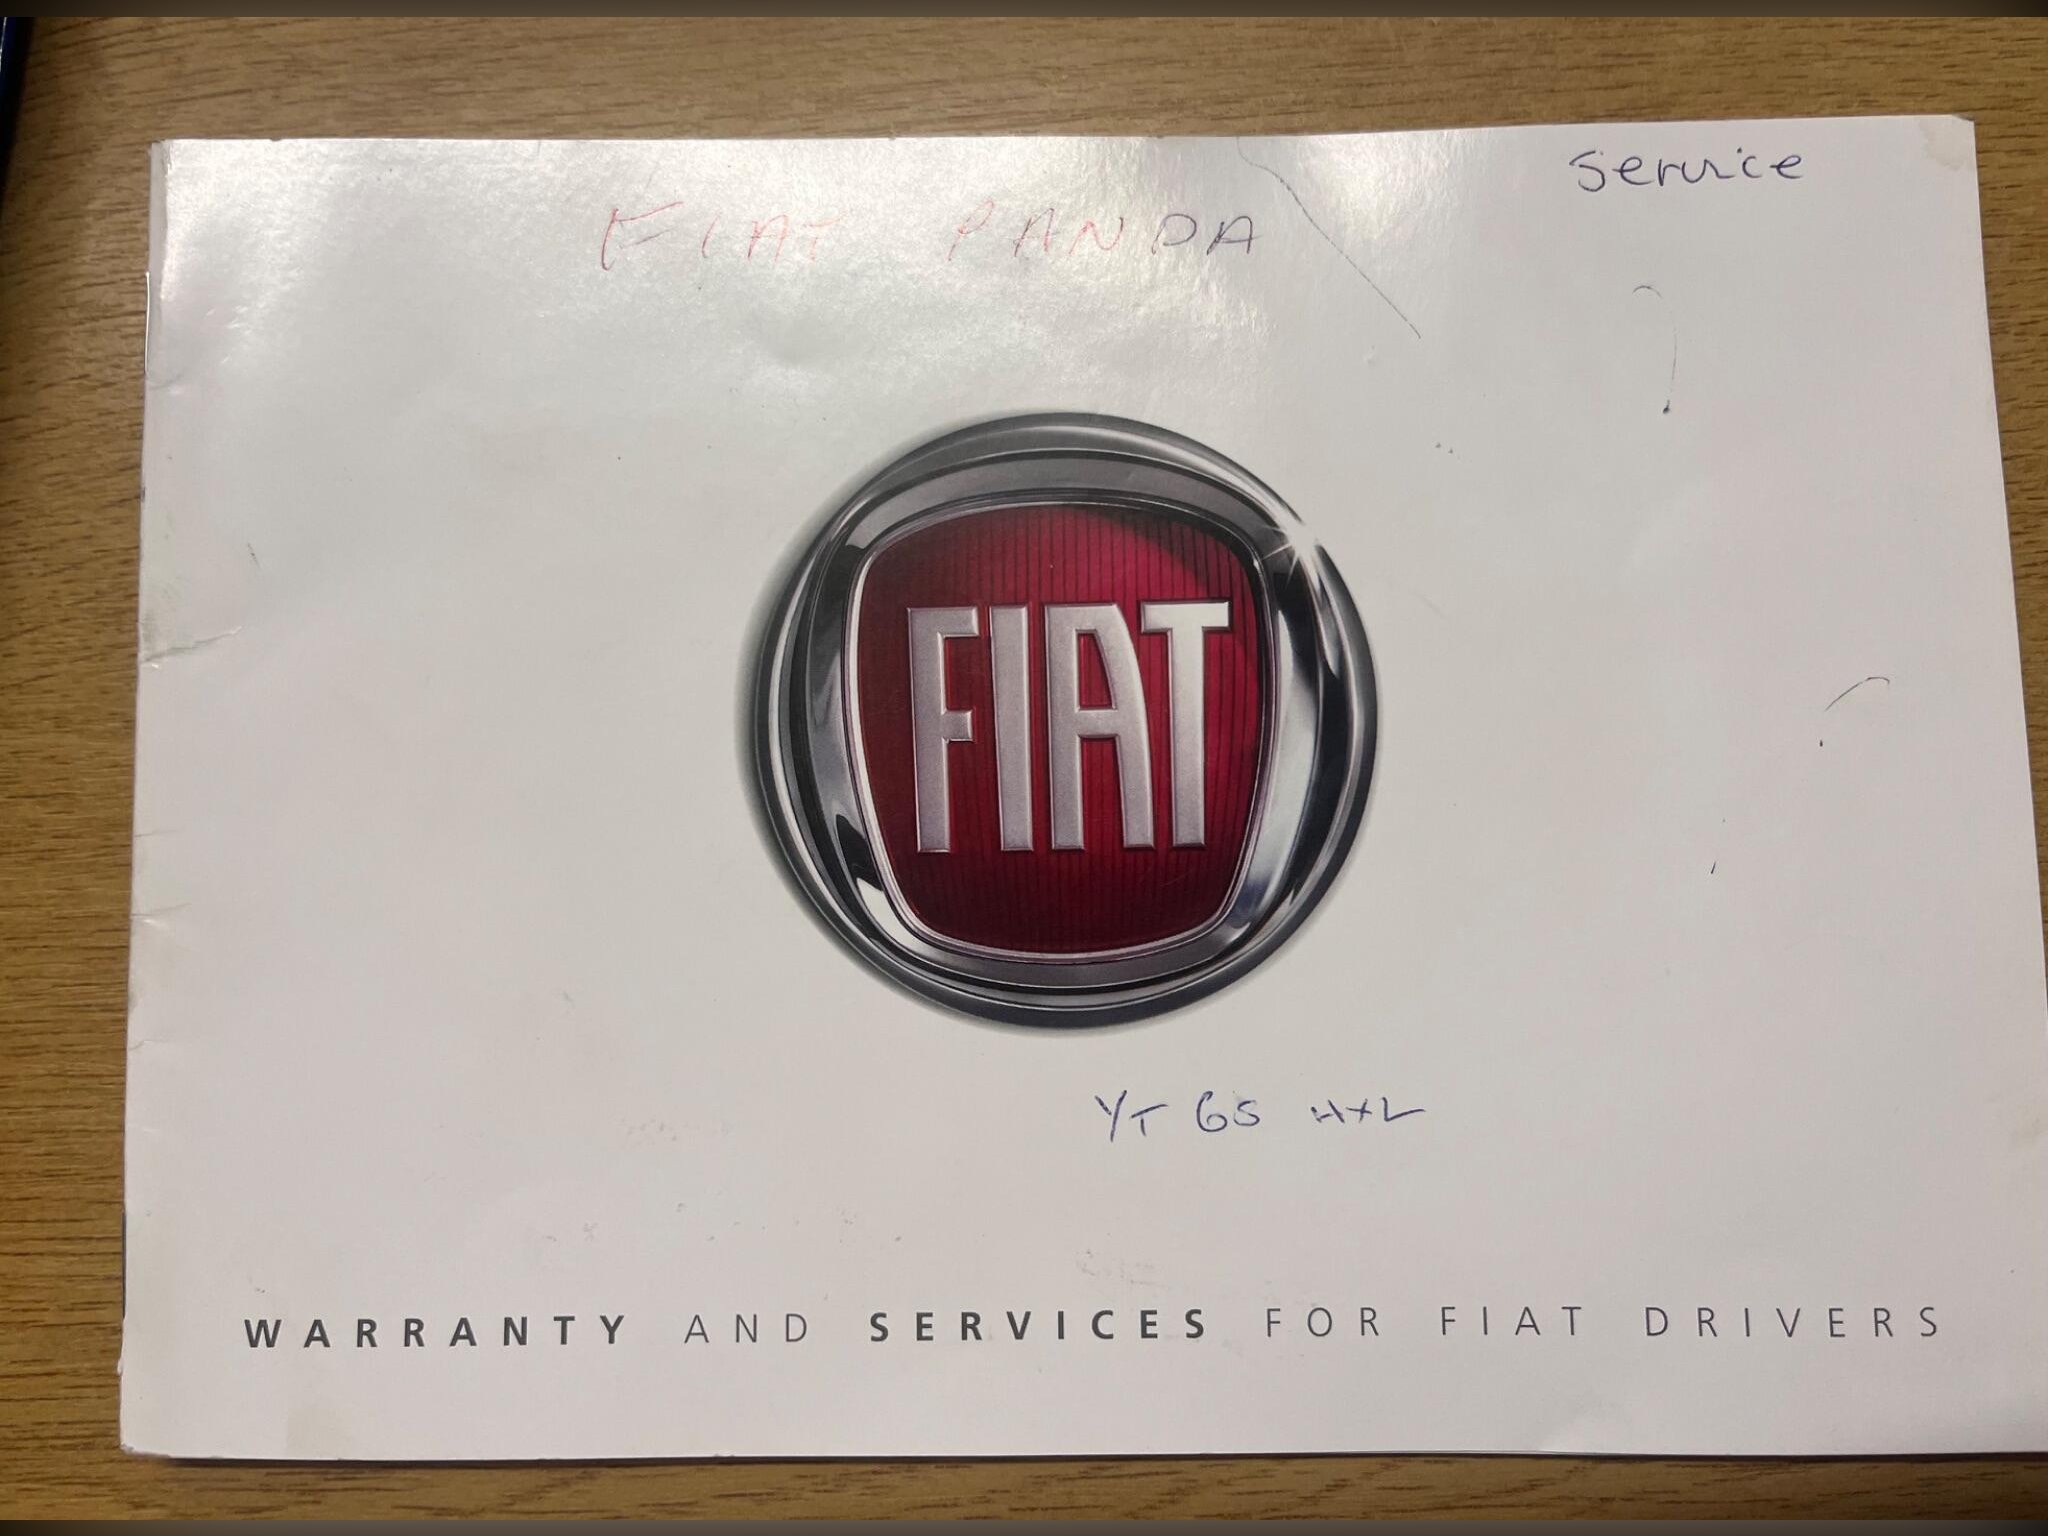 Service
FIAT PANDA
FIAT
YT 65 HXL
WARRANTY AND SERVICES FOR FIAT DRIVERS